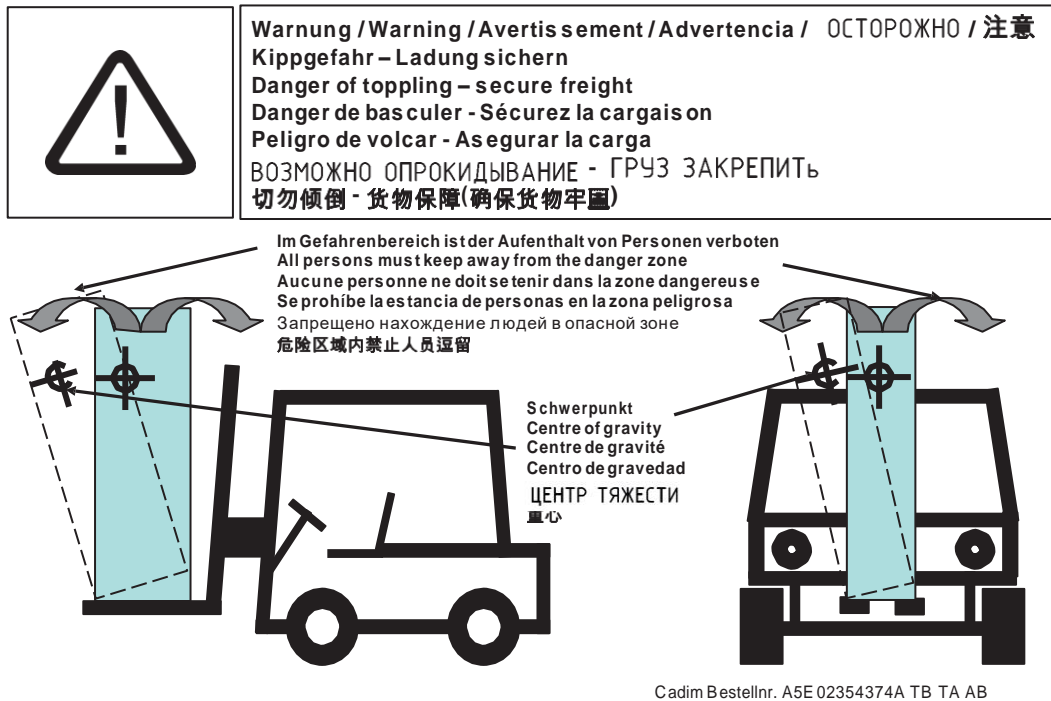 Warnung / Warning / Avertissement / Advertencia / ОСТОРОЖНО / 注意
Kippgefahr – Ladung sichern
Danger of toppling – secure freight
Danger de basculer - Sécurez la cargaison
Peligro de volcar - Asegurar la carga
ВОЗМОЖНО ОПРОКИДЫВАНИЕ - ГРУЗ ЗАКРЕПИТЬ
切勿倾倒 - 货物保障(确保货物牢固)
Im Gefahrenbereich ist der Aufenthalt von Personen verboten
All persons must keep away from the danger zone
Aucune personne ne doit se tenir dans la zone dangereuse
Se prohíbe la estancia de personas en la zona peligrosa
Запрещено нахождение людей в опасной зоне
危险区域内禁止人员逗留
Schwerpunkt
Centre of gravity
Centre de gravité
Centro de gravedad
ЦЕНТР ТЯЖЕСТИ
重心
Cadim Bestellnr. A5E 02354374A TB TA AB